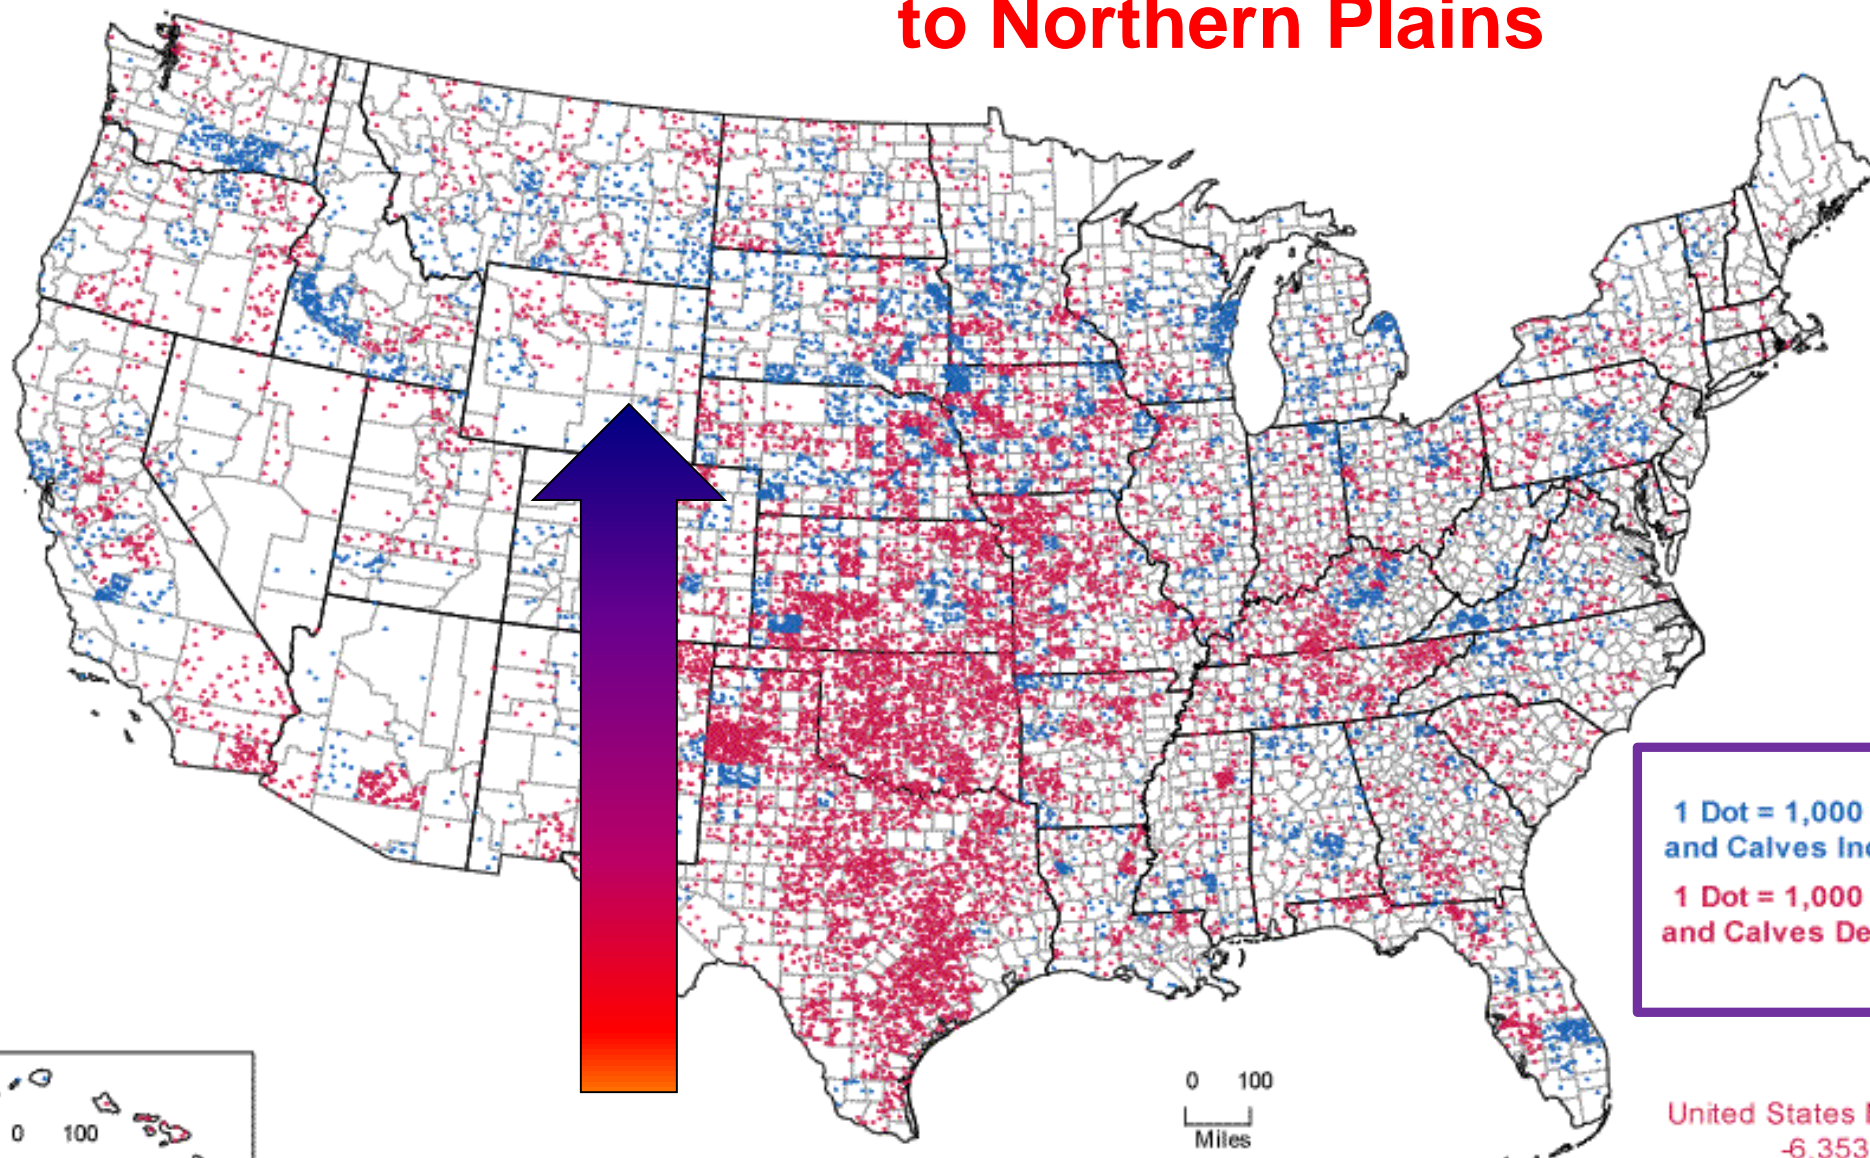 to Northern Plains
1 Dot = 1,000
and Calves Inc
1 Dot = 1,000
and Calves De
United States
-6,353
0 100
Miles
0 100